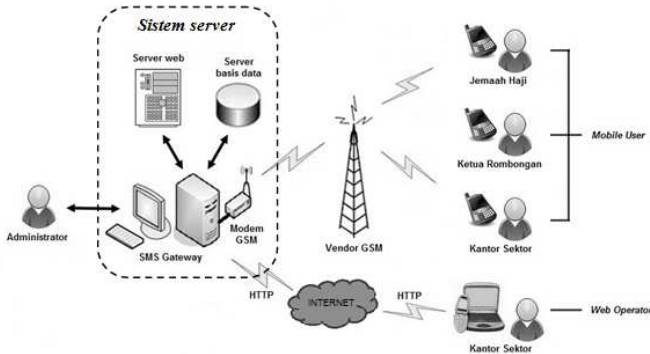 Sistem server
Server web
Server
basis data
Modem
GSM
SMS Gateway
Administrator
Vendor GSM
Jemaah Haji
Ketua Rombongan
Kantor Sektor
Mobile User
HTTP
INTERNET
HTTP
Kantor Sektor
Web Operator